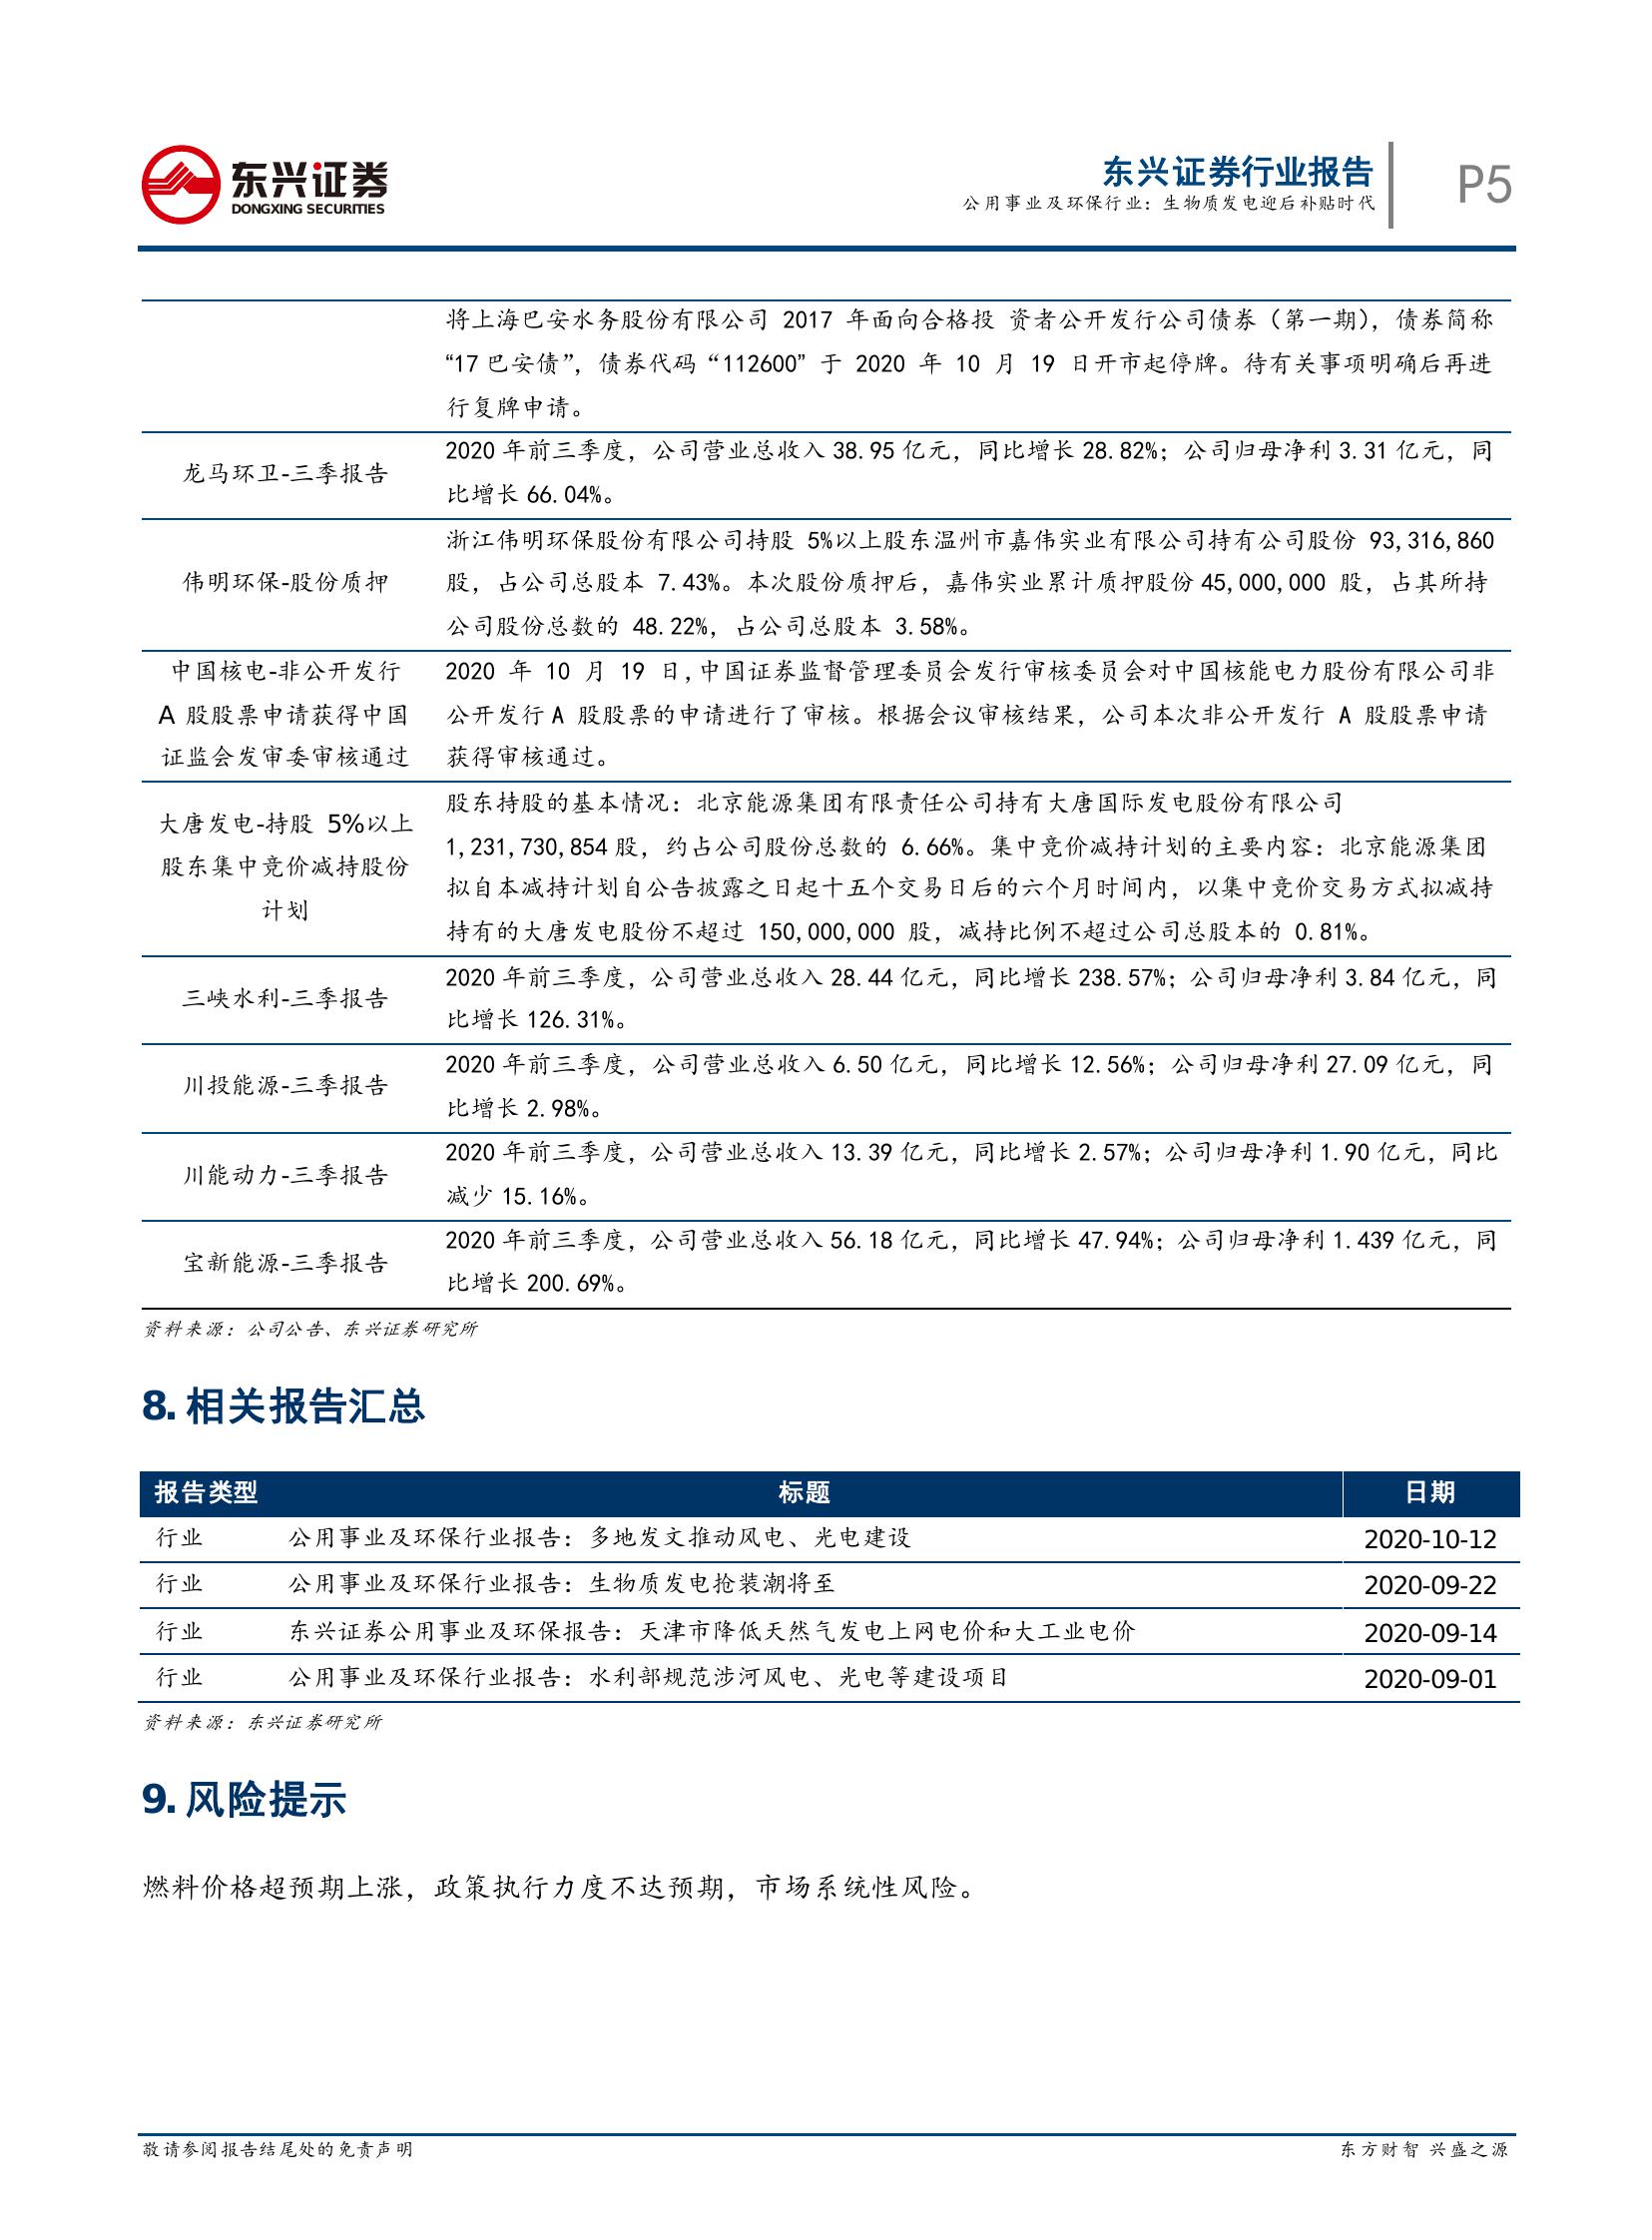 东兴证券
DONGXING SECURITIES
东兴证券行业报告
公用事业及环保行业：生物质发电迎后补贴时代
P5
将上海巴安水务股份有限公司 2017 年面向合格投 资者公开发行公司债券（第一期），债券简称
“17 巴安债”，债券代码 “112600” 于 2020 年 10 月 19 日开市起停牌。待有关事项明确后再进
行复牌申请。
龙马环卫-三季报告
2020 年前三季度，公司营业总收入 38.95 亿元，同比增长 28.82%；公司归母净利 3.31 亿元，同
比增长 66.04%。
伟明环保-股份质押
浙江伟明环保股份有限公司持股 5%以上股东温州市嘉伟实业有限公司持有公司股份 93,316,860
股，占公司总股本 7.43%。本次股份质押后，嘉伟实业累计质押股份 45,000,000 股，占其所持
公司股份总数的 48.22%，占公司总股本 3.58%。
中国核电-非公开发行
A 股股票申请获得中国
证监会发审委审核通过
2020 年 10 月 19 日,中国证券监督管理委员会发行审核委员会对中国核能电力股份有限公司非
公开发行 A 股股票的申请进行了审核。根据会议审核结果，公司本次非公开发行 A 股股票申请
获得审核通过。
大唐发电-持股 5%以上
股东集中竞价减持股份
计划
股东持股的基本情况：北京能源集团有限责任公司持有大唐国际发电股份有限公司
1,231,730,854 股，约占公司股份总数的 6.66%。集中竞价减持计划的主要内容：北京能源集团
拟自本减持计划自公告披露之日起十五个交易日后的六个月时间内，以集中竞价交易方式拟减持
持有的大唐发电股份不超过 150,000,000 股，减持比例不超过公司总股本的 0.81%。
三峡水利-三季报告
2020 年前三季度，公司营业总收入 28.44 亿元，同比增长 238.57%；公司归母净利 3.84 亿元，同
比增长 126.31%。
川投能源-三季报告
2020 年前三季度，公司营业总收入 6.50 亿元，同比增长 12.56%；公司归母净利 27.09 亿元，同
比增长 2.98%。
川能动力-三季报告
2020 年前三季度，公司营业总收入 13.39 亿元，同比增长 2.57%；公司归母净利 1.90 亿元，同比
减少 15.16%。
宝新能源-三季报告
2020 年前三季度，公司营业总收入 56.18 亿元，同比增长 47.94%；公司归母净利 1.439 亿元，同
比增长 200.69%。
资料来源：公司公告、东兴证券研究所
8. 相关报告汇总
报告类型 标题 日期
行业 公用事业及环保行业报告：多地发文推动风电、光电建设 2020-10-12
行业 公用事业及环保行业报告：生物质发电抢装潮将至 2020-09-22
行业 东兴证券公用事业及环保报告：天津市降低天然气发电上网电价和大工业电价 2020-09-14
行业 公用事业及环保行业报告：水利部规范涉河风电、光电等建设项目 2020-09-01
资料来源：东兴证券研究所
9. 风险提示
燃料价格超预期上涨，政策执行力度不达预期，市场系统性风险。
敬请参阅报告结尾处的免责声明
东方财智 兴盛之源